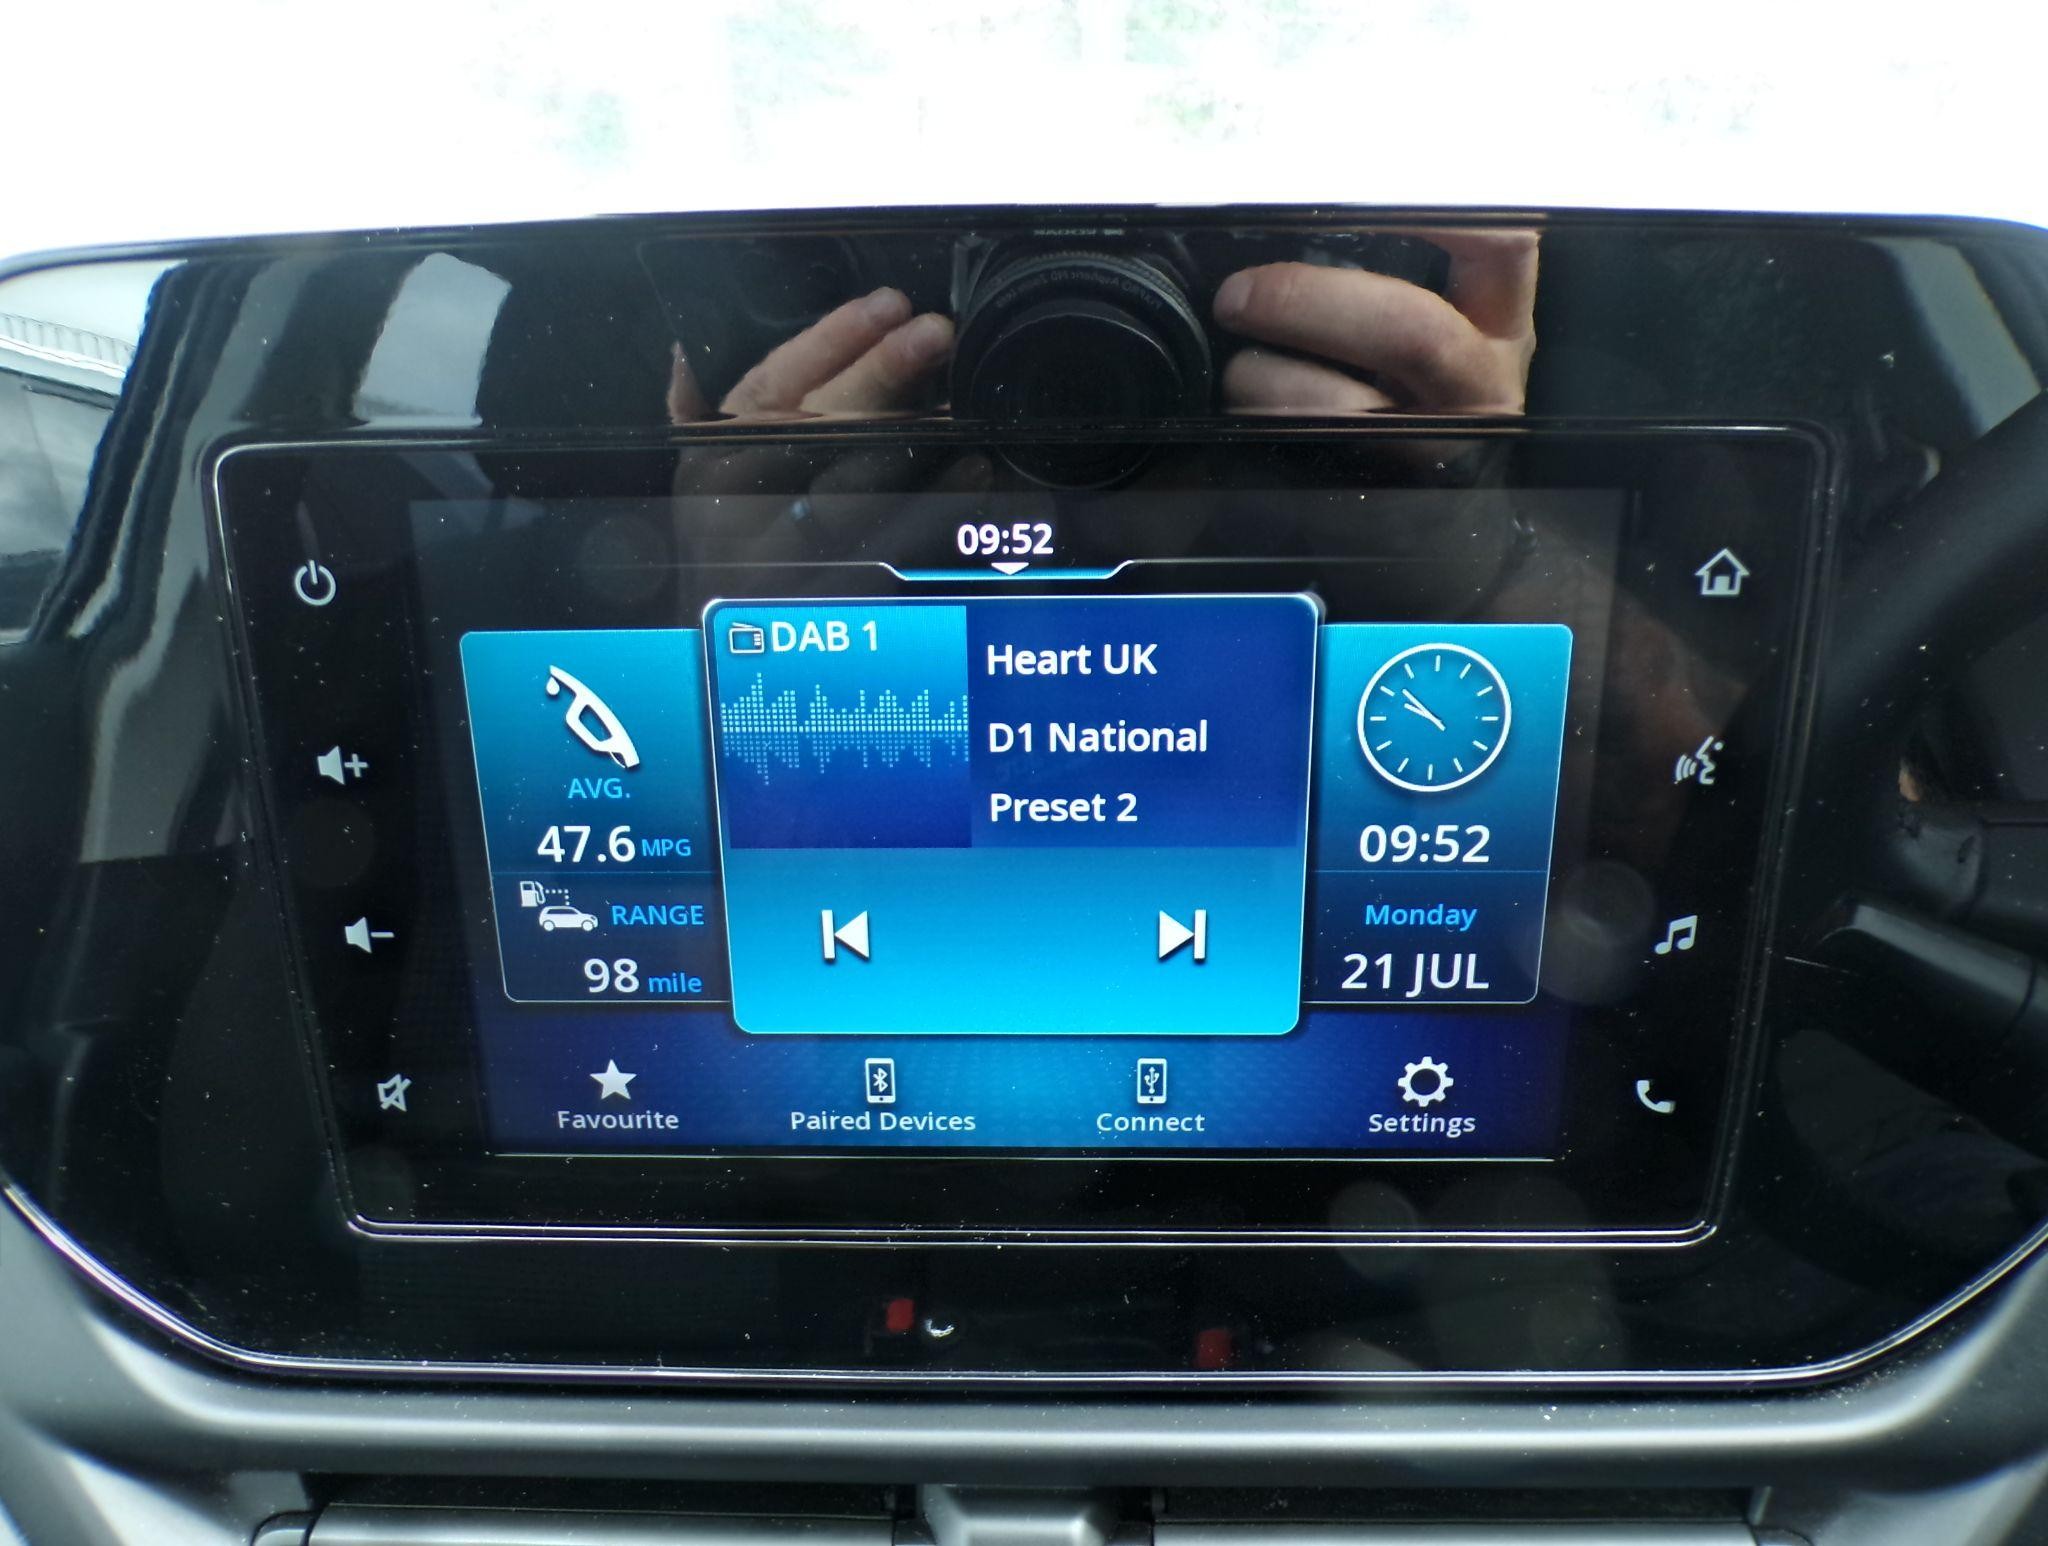 09:52
DAB 1
Heart UK
D1 National
Preset 2
AVG.
47.6 MPG
RANGE
98 mile
09:52
Monday
21 JUL
Favourite
Paired Devices
Connect
Settings